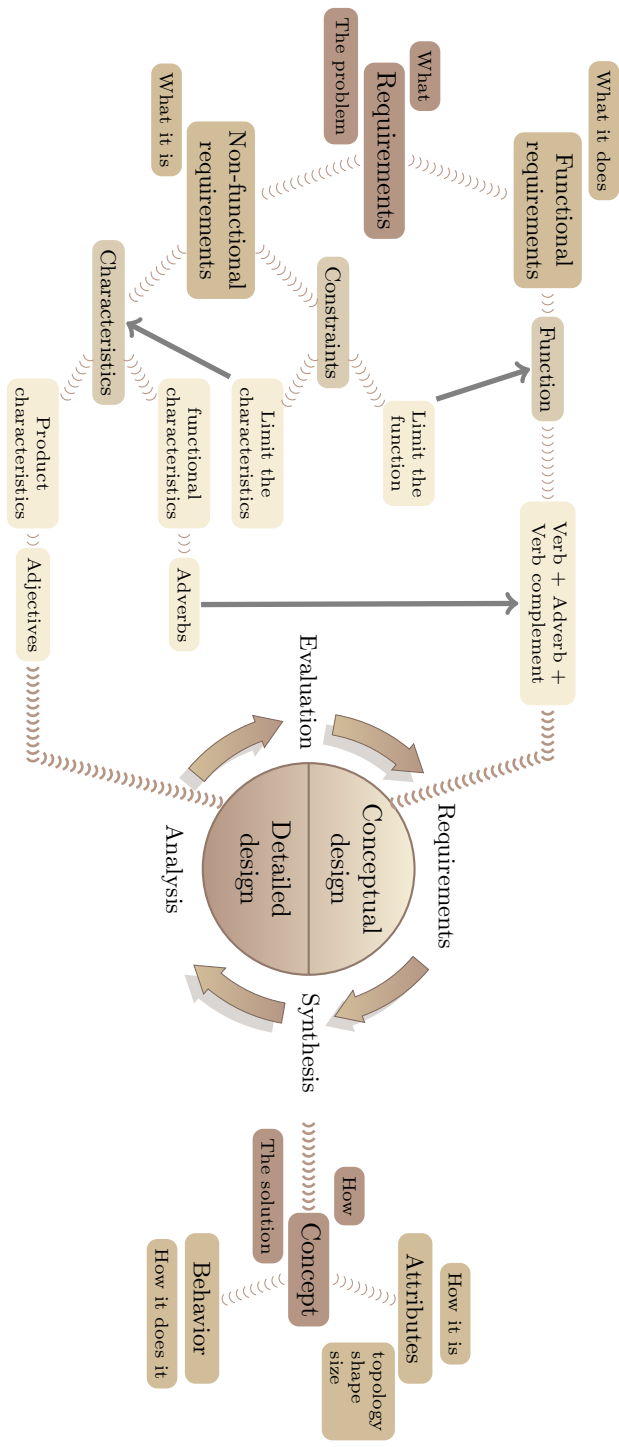 What it does
Functional
requirements
Function
Verb + Adverb +
Verb complement
What
Requirements
The problem
Non-functional
requirements
What it is
Constraints
Limit the
function
Limit the
characteristics
Characteristics
functional
characteristics
Adverbs
Product
characteristics
Adjectives
Requirements
Evaluation
Conceptual
design
Detailed
design
Synthesis
Analysis
How
Concept
The solution
How it is
Attributes
topology
shape
size
Behavior
How it does it